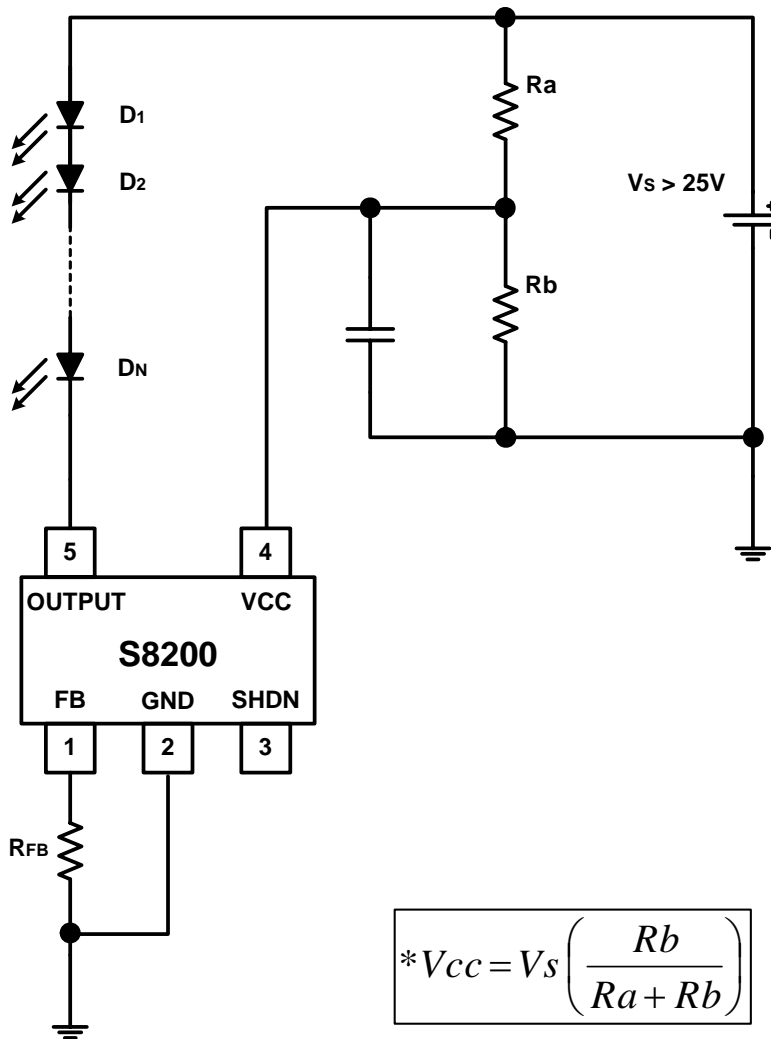 Ra
D1
D2
Vs > 25V
+
Rb
DN
5
4
OUTPUT
VCC
S8200
FB
GND
SHDN
1
2
3
RFB
*Vcc = Vs(Rb / Ra + Rb)